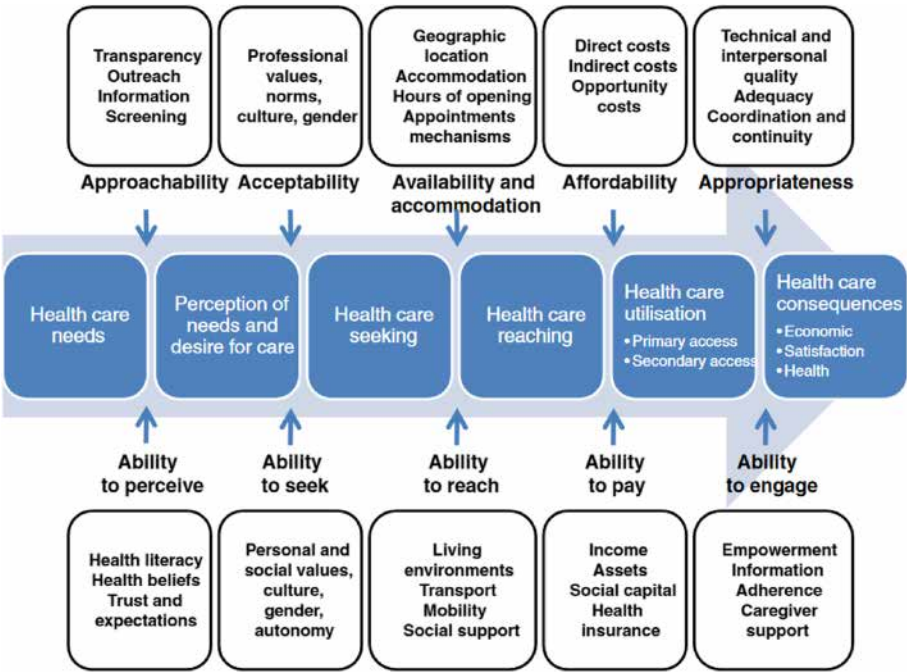 Transparency
Outreach
Information
Screening
Professional
values,
norms,
culture, gender
Geographic
location
Accommodation
Hours of opening
Appointments
mechanisms
Direct costs
Indirect costs
Opportunity
costs
Technical and
interpersonal
quality
Adequacy
Coordination and
continuity
Approachability
Acceptability
Availability and
accommodation
Affordability
Appropriateness
Health care
needs
Perception of
needs and
desire for care
Health care
seeking
Health care
reaching
Health care
utilisation
•Primary access
•Secondary access
Health care
consequences
•Economic
•Satisfaction
•Health
Ability
to perceive
Ability
to seek
Ability
to reach
Ability
to pay
Ability
to engage
Health literacy
Health beliefs
Trust and
expectations
Personal and
social values,
culture,
gender,
autonomy
Living
environments
Transport
Mobility
Social support
Income
Assets
Social capital
Health
insurance
Empowerment
Information
Adherence
Caregiver
support